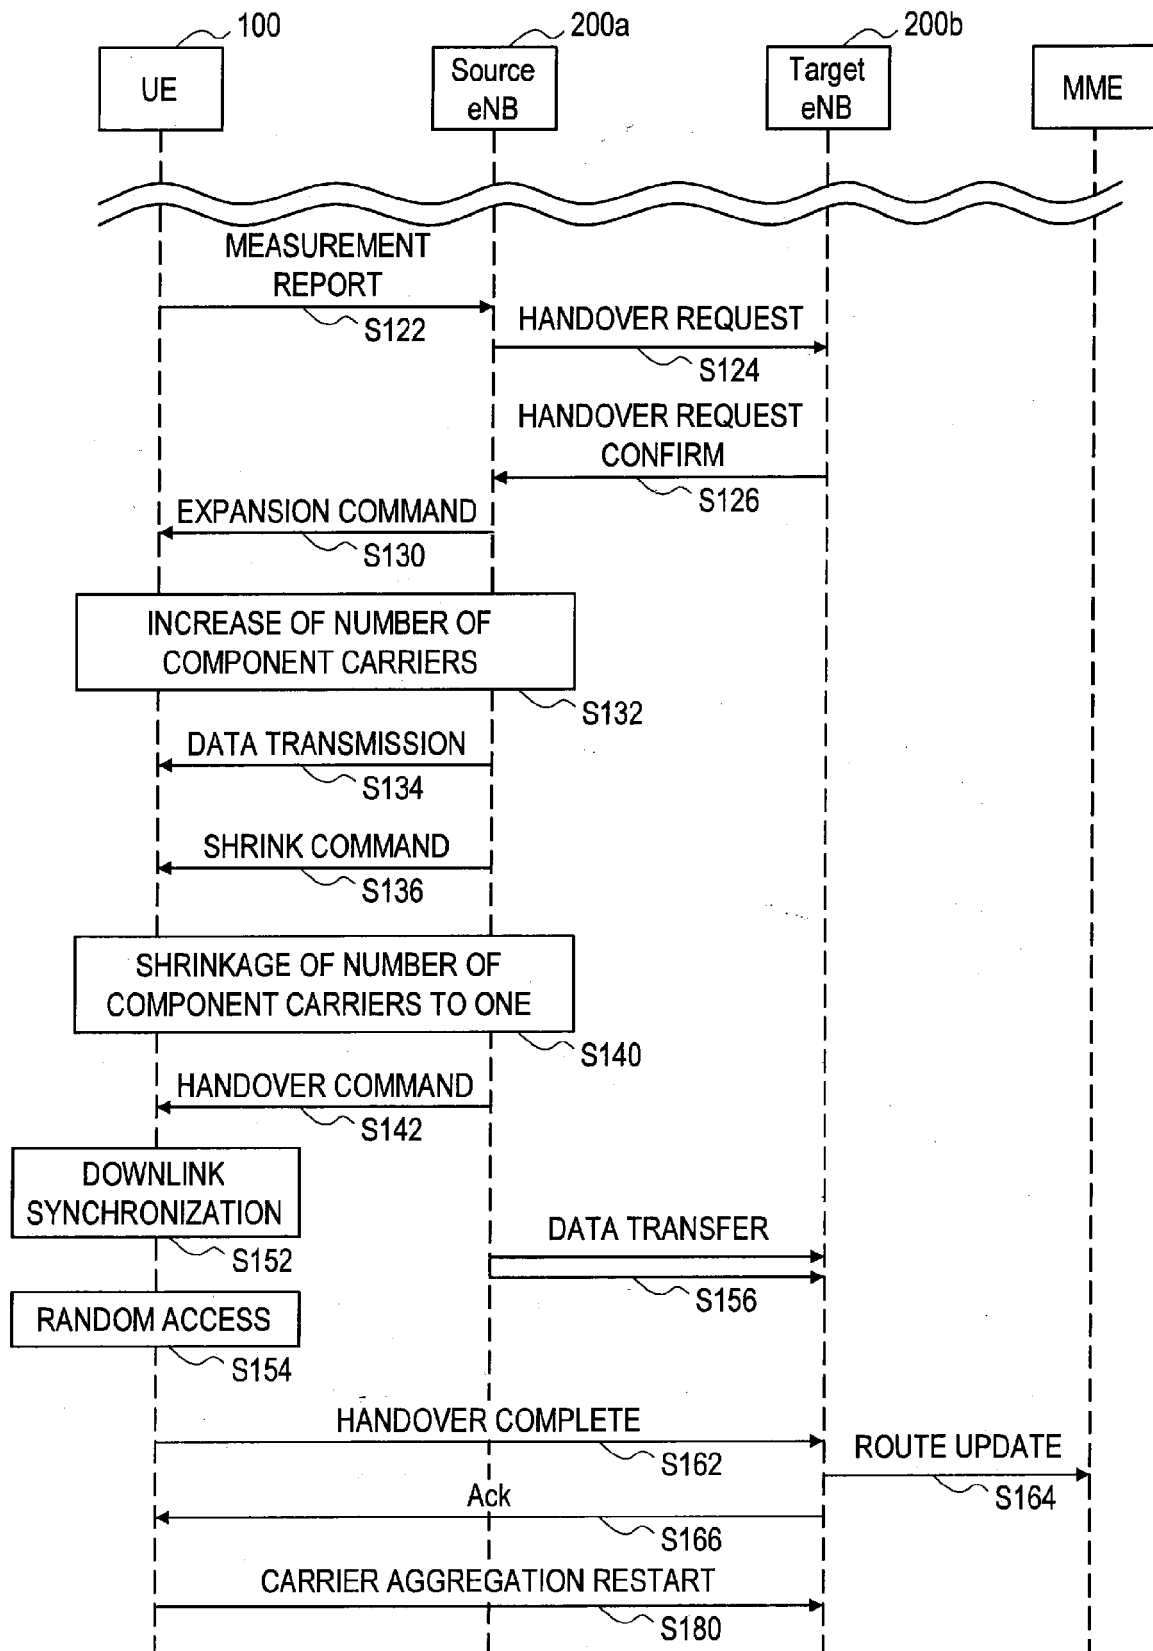 100
200a
200b
UE
Source
eNB
Target
eNB
MME
MEASUREMENT
REPORT
S122
HANDOVER REQUEST
S124
HANDOVER REQUEST
CONFIRM
S126
EXPANSION COMMAND
S130
INCREASE OF NUMBER OF
COMPONENT CARRIERS
S132
DATA TRANSMISSION
S134
SHRINK COMMAND
S136
SHRINKAGE OF NUMBER OF
COMPONENT CARRIERS TO ONE
S140
HANDOVER COMMAND
S142
DOWNLINK
SYNCHRONIZATION
S152
DATA TRANSFER
S156
RANDOM ACCESS
S154
HANDOVER COMPLETE
S162
ROUTE UPDATE
S164
Ack
S166
CARRIER AGGREGATION RESTART
S180